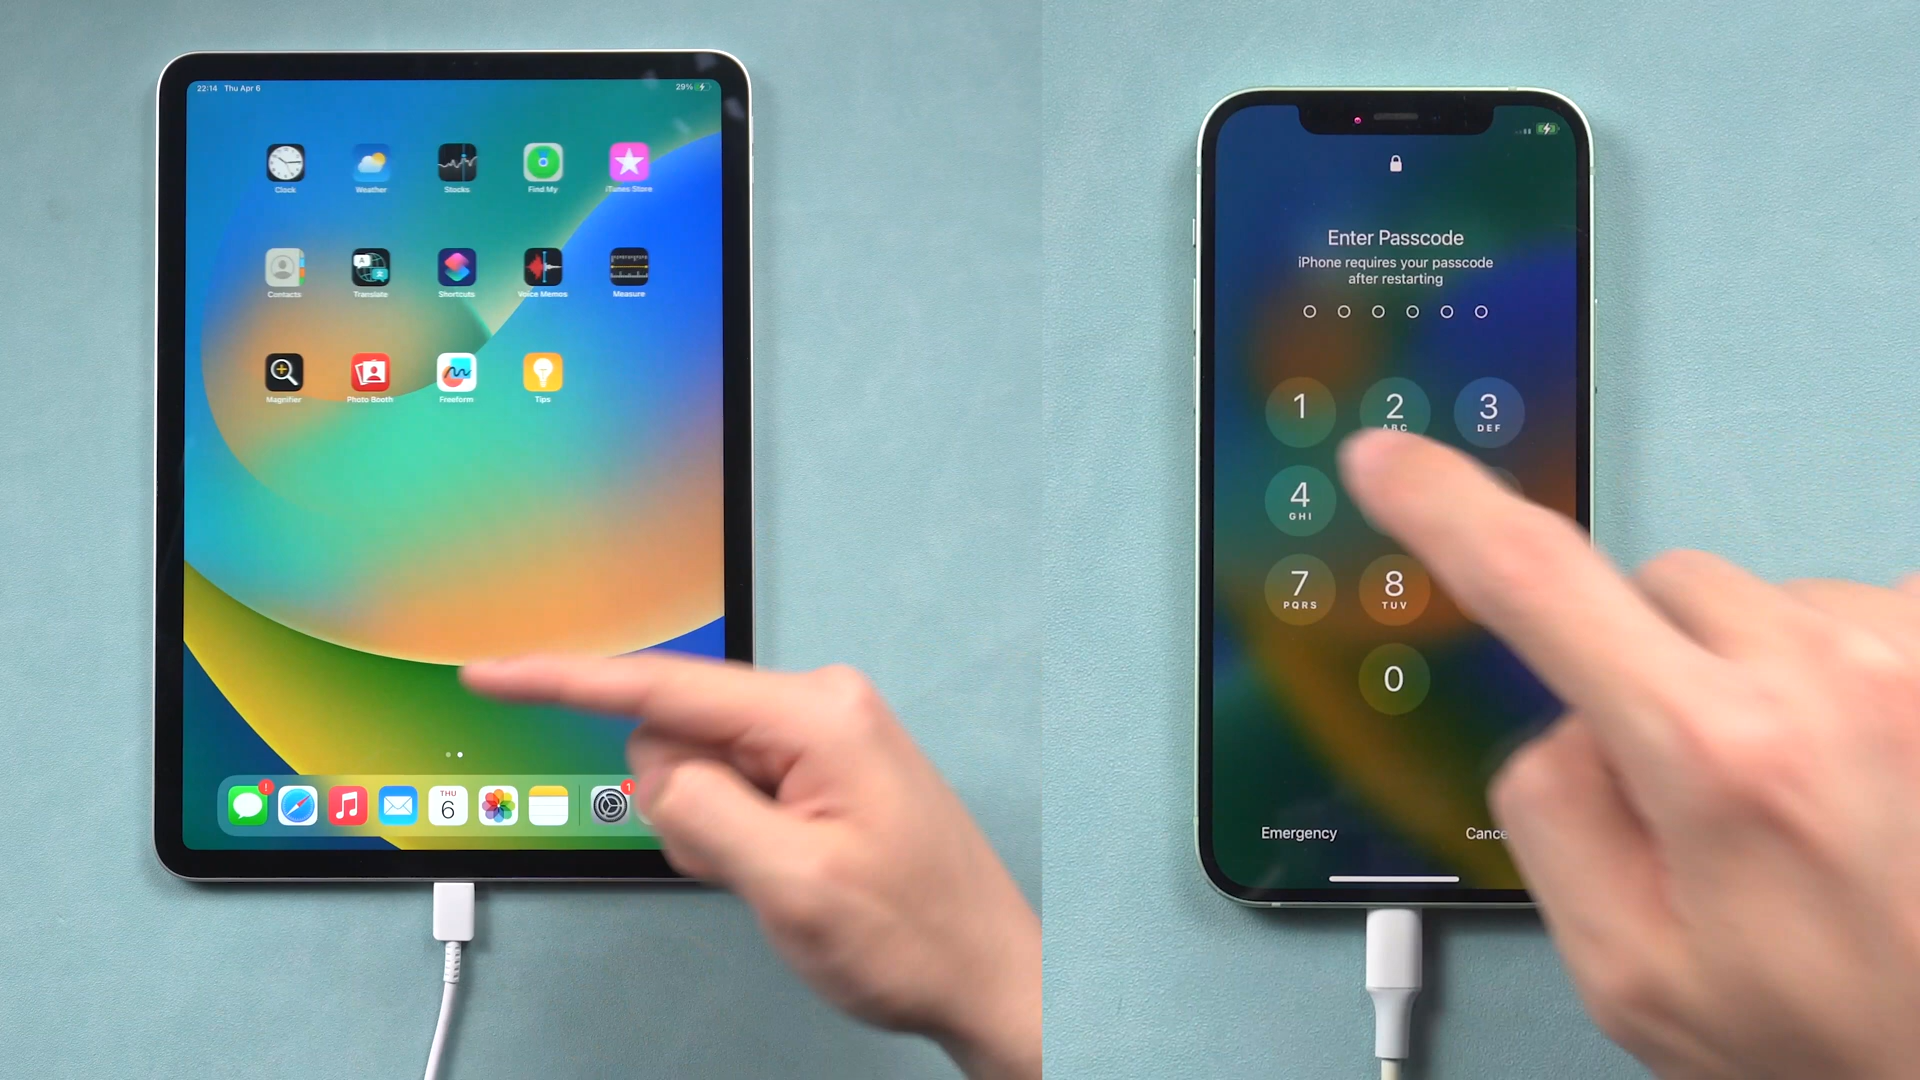 22:14 Thu Apr 6
29%
Clock Weather Stocks Find My iTunes Store
Contacts Translate Shortcuts Voice Memos Measure
Magnifier Photo Booth Freeform Tips
!
THU
6
1
Enter Passcode
iPhone requires your passcode
after restarting
1 2 3
ABC DEF
4
GHI
7 8
PQRS TUV
0
Emergency Cance